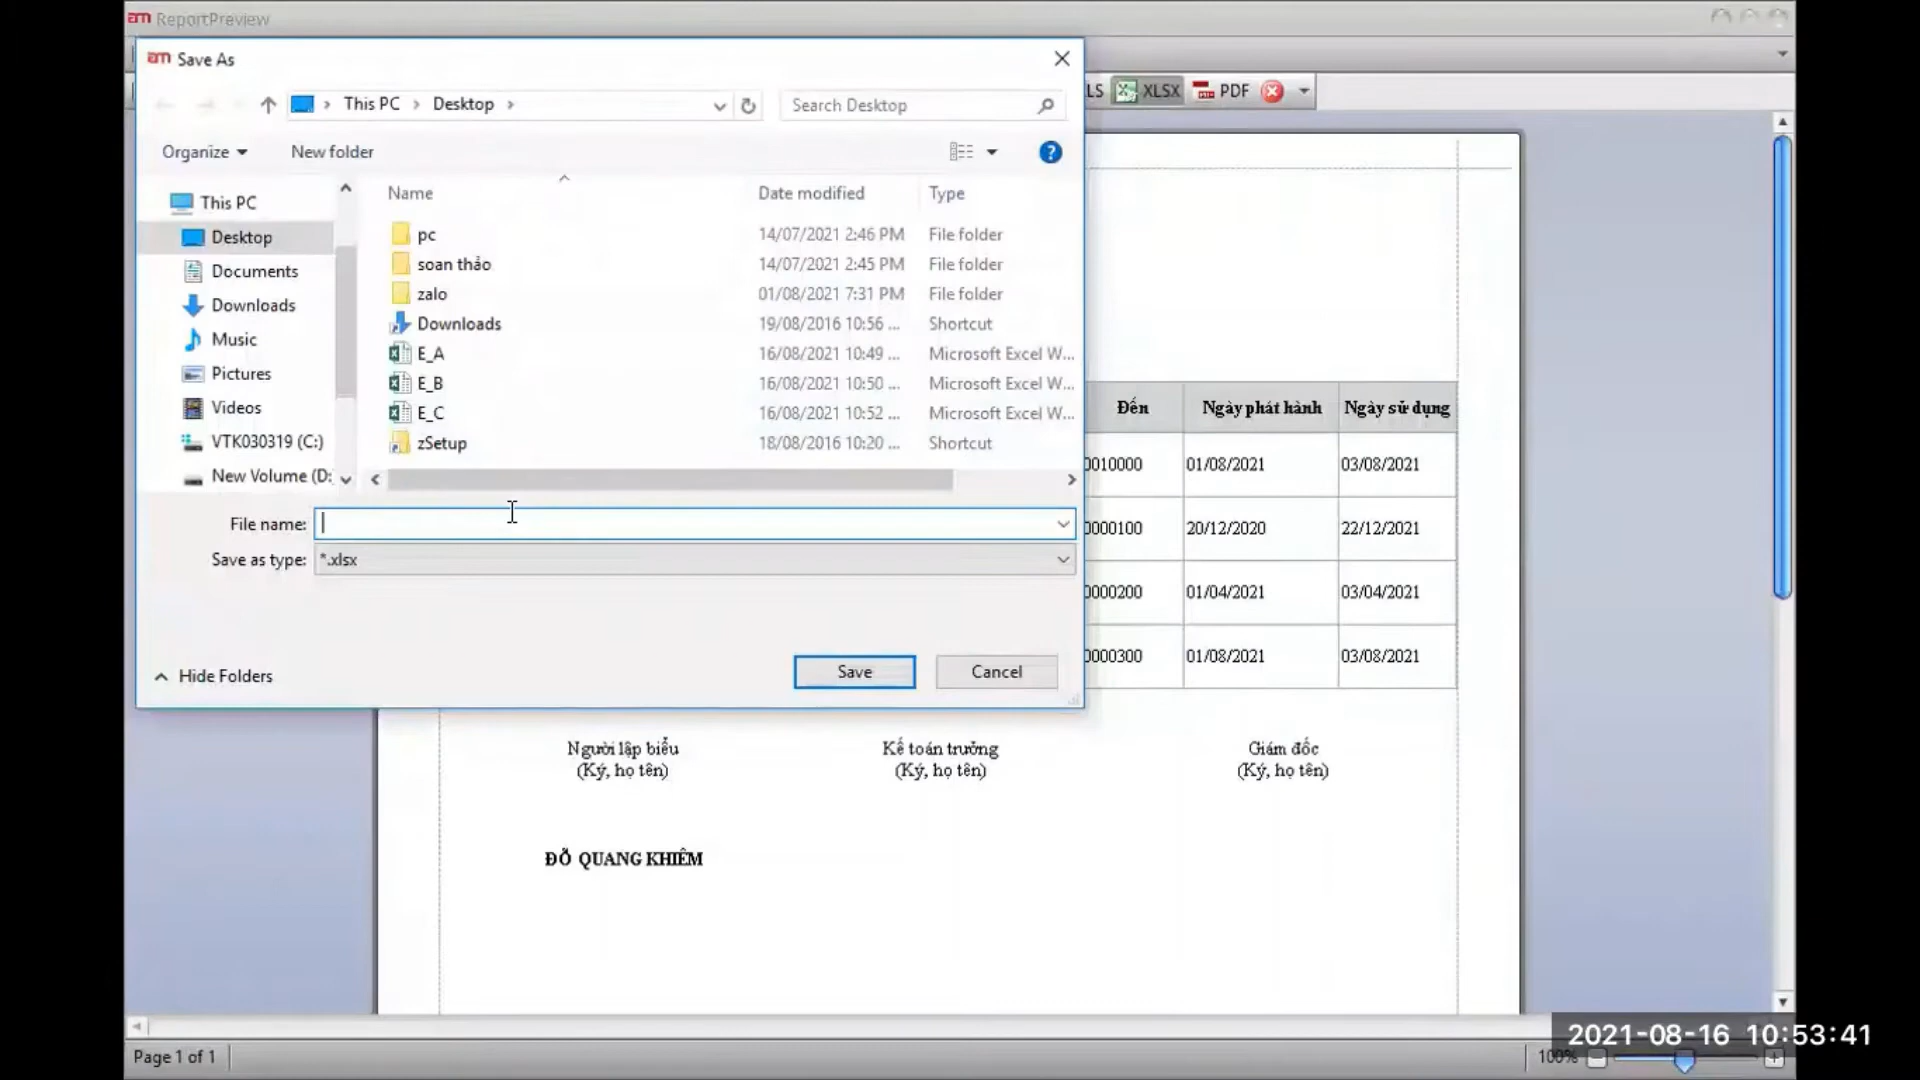 ReportPreview
Save As
This PC > Desktop >
Search Desktop
LS XLSX PDF
Organize New folder
Name Date modified Type
This PC
Desktop
Documents
Downloads
Music
Pictures
Videos
VTK030319 (C:)
New Volume (D:
pc 14/07/2021 2:46 PM File folder
soan thảo 14/07/2021 2:45 PM File folder
zalo 01/08/2021 7:31 PM File folder
Downloads 19/08/2016 10:56 ... Shortcut
E_A 16/08/2021 10:49 ... Microsoft Excel W...
E_B 16/08/2021 10:50 ... Microsoft Excel W...
E_C 16/08/2021 10:52 ... Microsoft Excel W...
zSetup 18/08/2016 10:20 ... Shortcut
File name:
Save as type: *.xlsx
Hide Folders
Save Cancel
Đến Ngày phát hành Ngày sử dụng
0010000 01/08/2021 03/08/2021
0000100 20/12/2020 22/12/2021
0000200 01/04/2021 03/04/2021
0000300 01/08/2021 03/08/2021
Người lập biểu Kế toán trưởng Giám đốc
(Ký, họ tên) (Ký, họ tên) (Ký, họ tên)
ĐỖ QUANG KHIÊM
2021-08-16 10:53:41
Page 1 of 1
100%